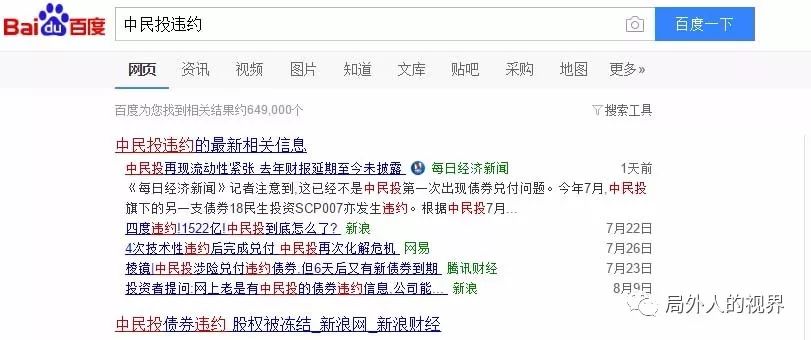 Bai du 百度 中民投违约 百度一下
网页 资讯 视频 图片 知道 文库 贴吧 采购 地图 更多»
百度为您找到相关结果约649,000个 搜索工具
中民投违约的最新相关信息
中民投再现流动性紧张 去年财报延期至今未披露 每日经济新闻 1天前
《每日经济新闻》记者注意到,这已经不是中民投第一次出现债券兑付问题。今年7月,中民投
旗下的另一支债券18民生投资SCP007亦发生违约。根据中民投7月...
四度违约!1522亿!中民投到底怎么了? 新浪 7月22日
4次技术性违约后完成兑付 中民投再次化解危机 网易 7月26日
棱镜|中民投涉险兑付违约债券,但6天后又有新债券到期 腾讯财经 7月23日
投资者提问:网上老是有中民投的债券违约信息,公司能... 新浪 8月9日
局外人的视界
中民投债券违约 股权被冻结_新浪网_新浪财经